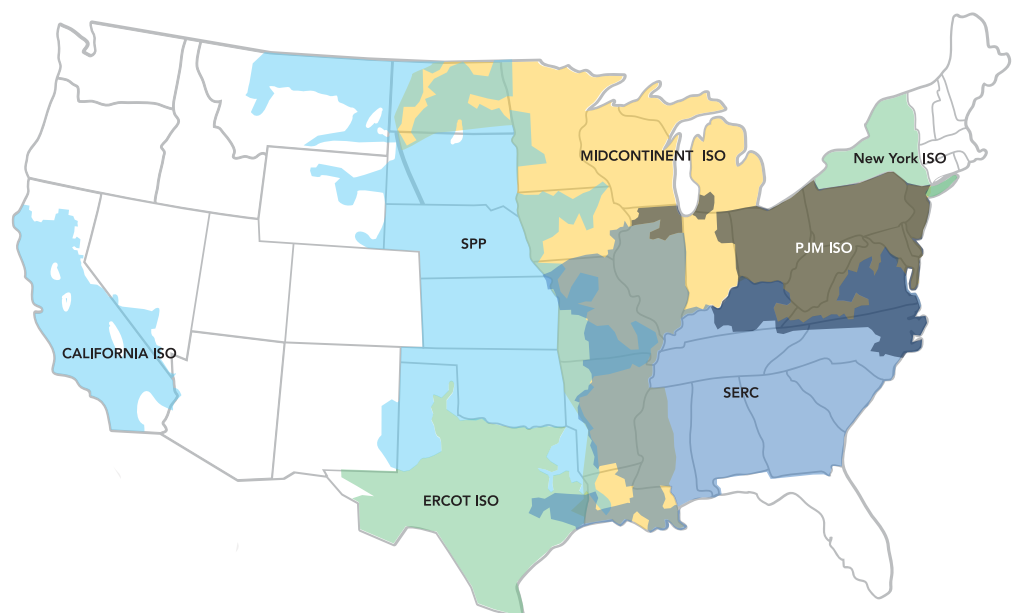 MIDCONTINENT ISO
New York ISO
SPP
PJM ISO
CALIFORNIA ISO
SERC
ERCOT ISO